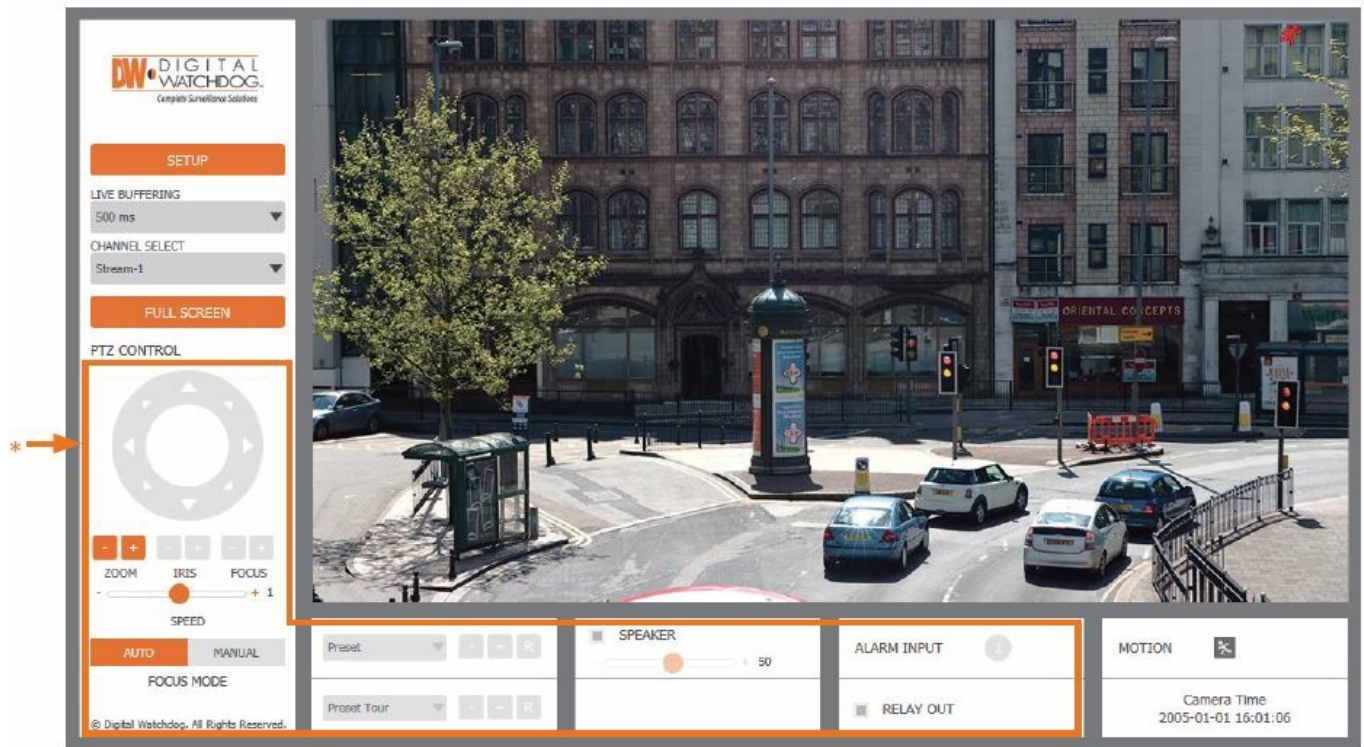 DW DIGITAL
WATCHDOG.
Complete Surveillance Solutions
SETUP
LIVE BUFFERING
500 ms
CHANNEL SELECT
Stream-1
FULL SCREEN
PTZ CONTROL
*
- + - + - +
ZOOM IRIS FOCUS
- + 1
SPEED
AUTO MANUAL
FOCUS MODE
© Digital Watchdog. All Rights Reserved.
ORIENTAL CONCEPTS
Preset - R
Preset Tour - R
SPEAKER
+ 50
ALARM INPUT 1
RELAY OUT
MOTION
Camera Time
2005-01-01 16:01:06